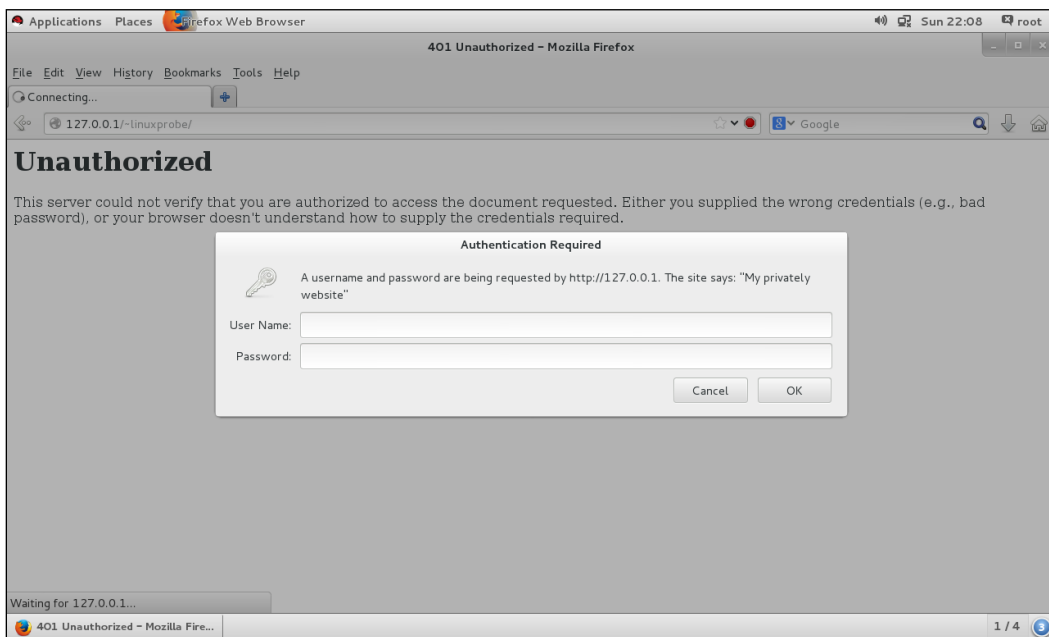 Applications Places Firefox Web Browser Sun 22:08 root
401 Unauthorized - Mozilla Firefox
File Edit View History Bookmarks Tools Help
Connecting...
127.0.0.1/~linuxprobe/ 8 Google
Unauthorized
This server could not verify that you are authorized to access the document requested. Either you supplied the wrong credentials (e.g., bad
password), or your browser doesn't understand how to supply the credentials required.
Authentication Required
A username and password are being requested by http://127.0.0.1. The site says: "My privately
website"
User Name:
Password:
Cancel OK
Waiting for 127.0.0.1...
401 Unauthorized - Mozilla Fire... 1 / 4 3